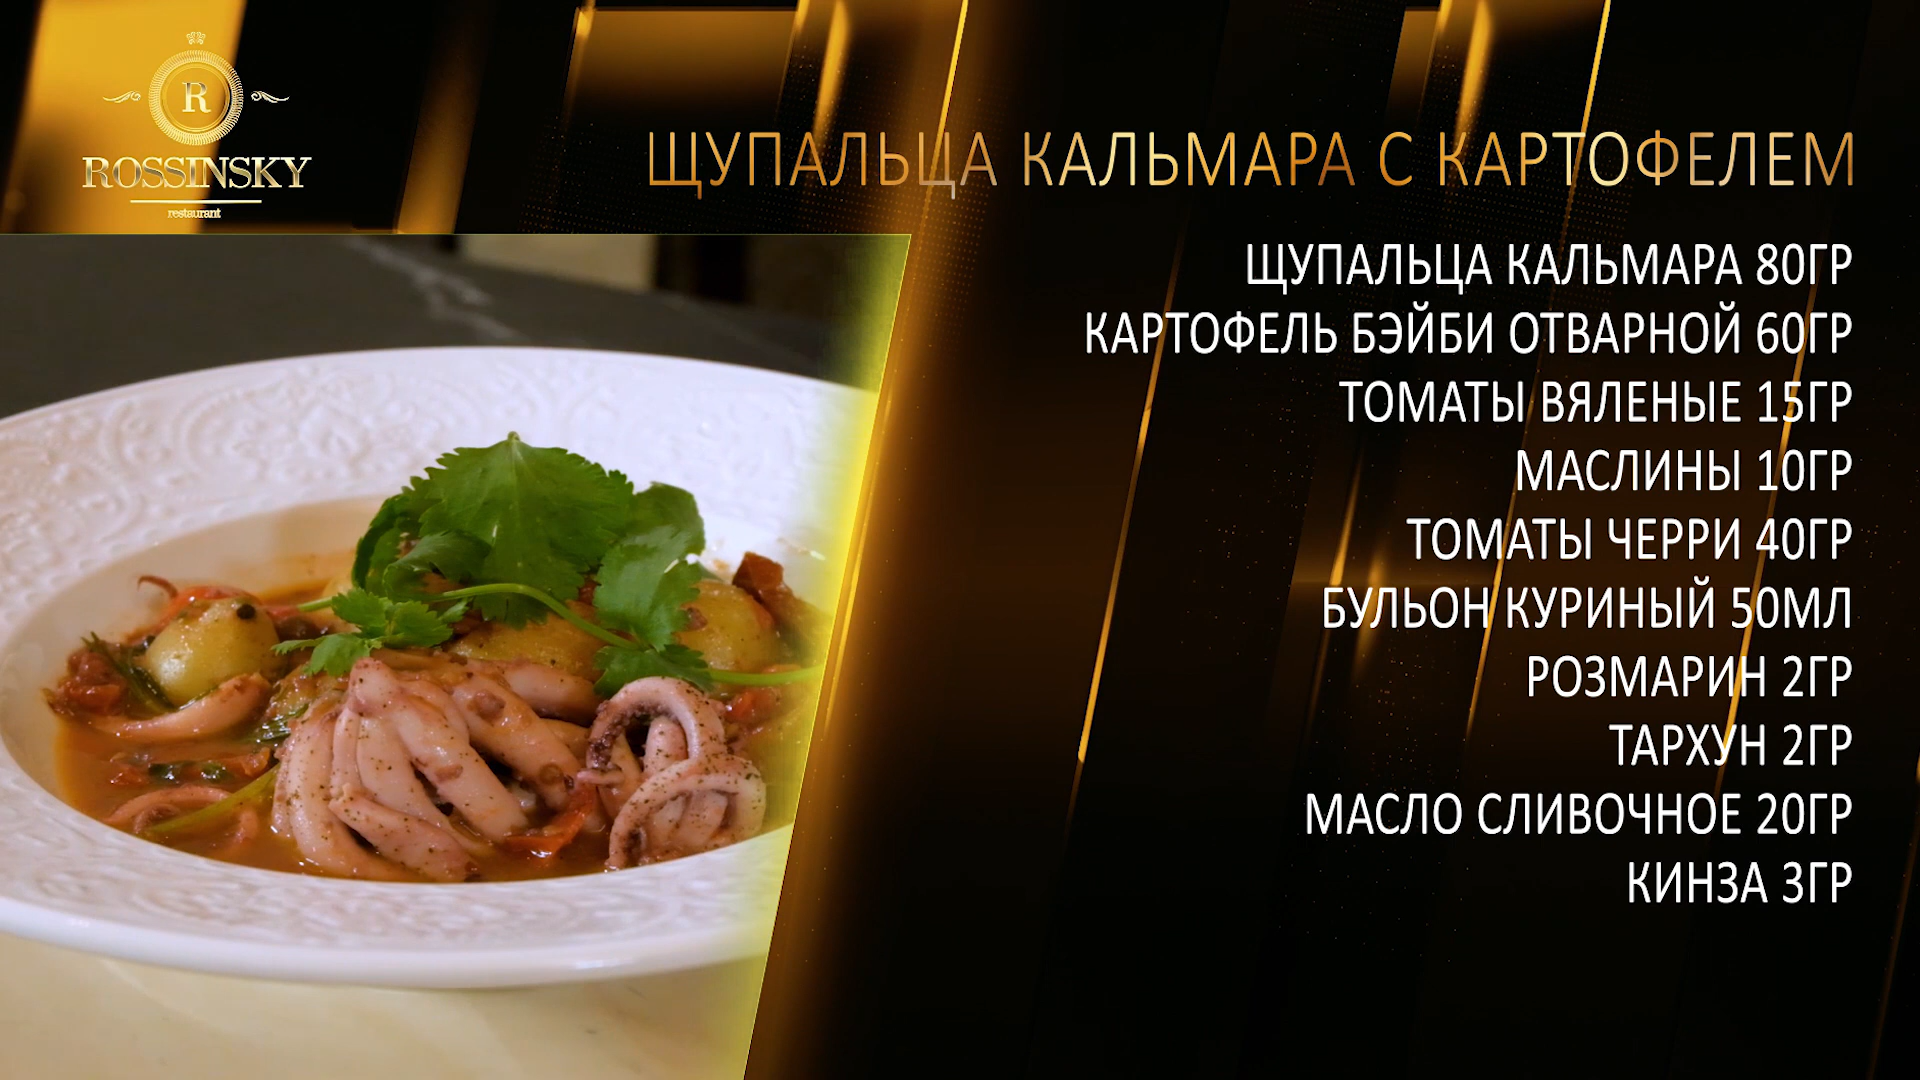 R
ROSSINSKY
restaurant
ЩУПАЛЬЦА КАЛЬМАРА С КАРТОФЕЛЕМ
ЩУПАЛЬЦА КАЛЬМАРА 80ГР
КАРТОФЕЛЬ БЭЙБИ ОТВАРНОЙ 60ГР
ТОМАТЫ ВЯЛЕНЫЕ 15ГР
МАСЛИНЫ 10ГР
ТОМАТЫ ЧЕРРИ 40ГР
БУЛЬОН КУРИНЫЙ 50МЛ
РОЗМАРИН 2ГР
ТАРХУН 2ГР
МАСЛО СЛИВОЧНОЕ 20ГР
КИНЗА 3ГР